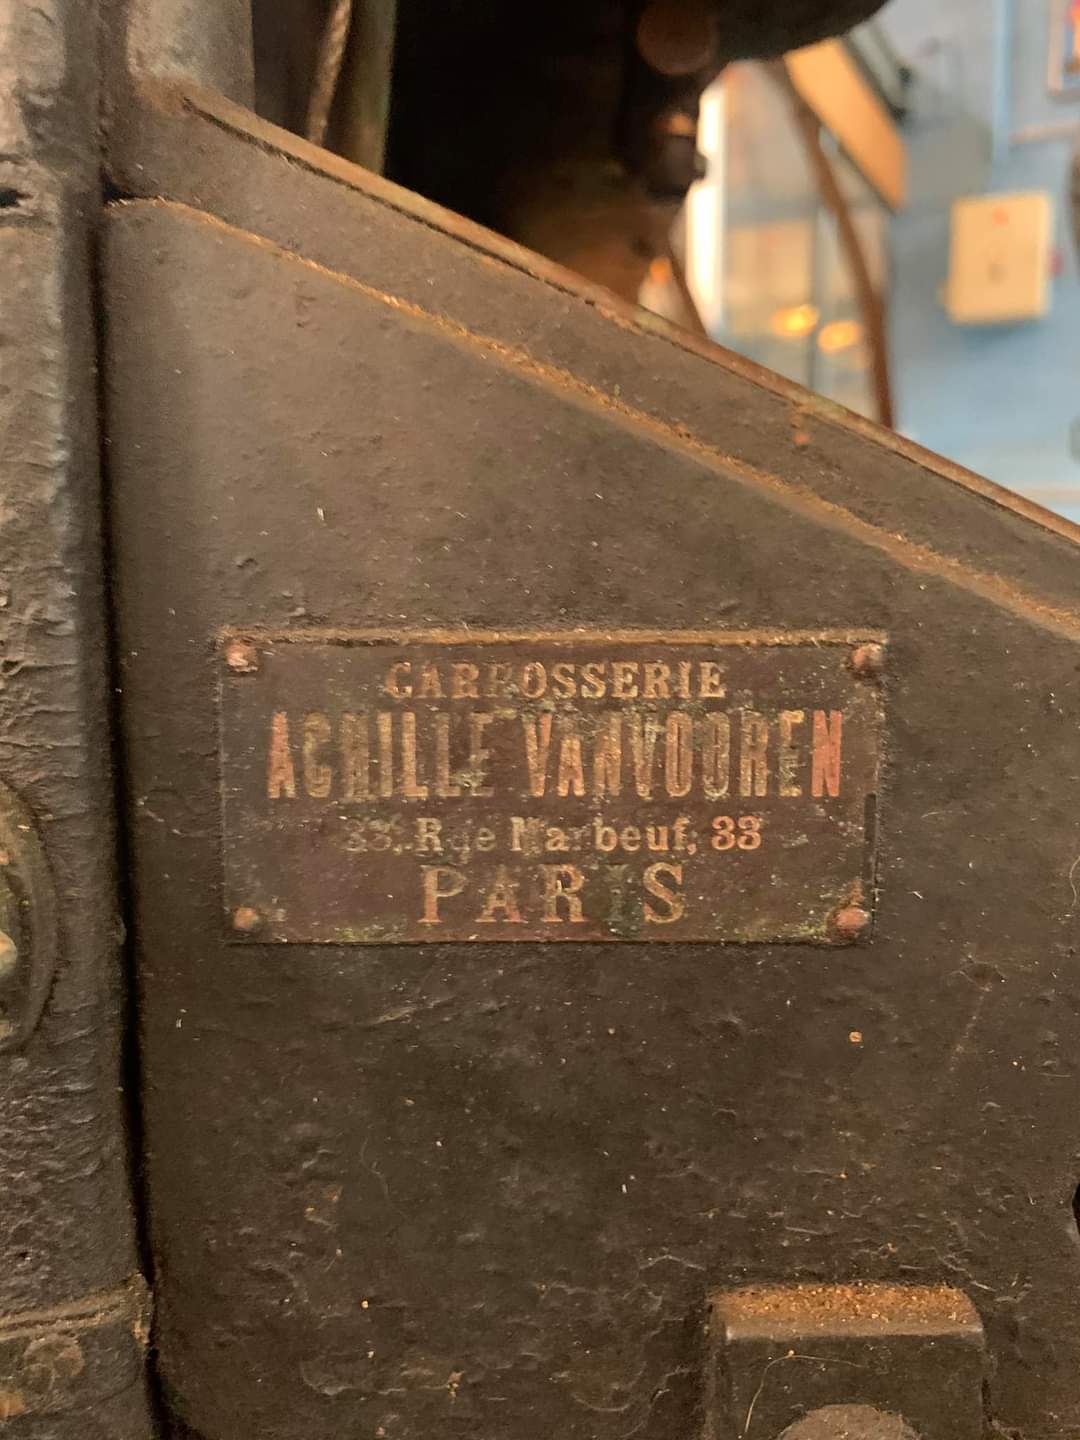 CARROSSERIE
ACHILLE VANVOOREN
33, Rue Marbeuf, 33
PARIS